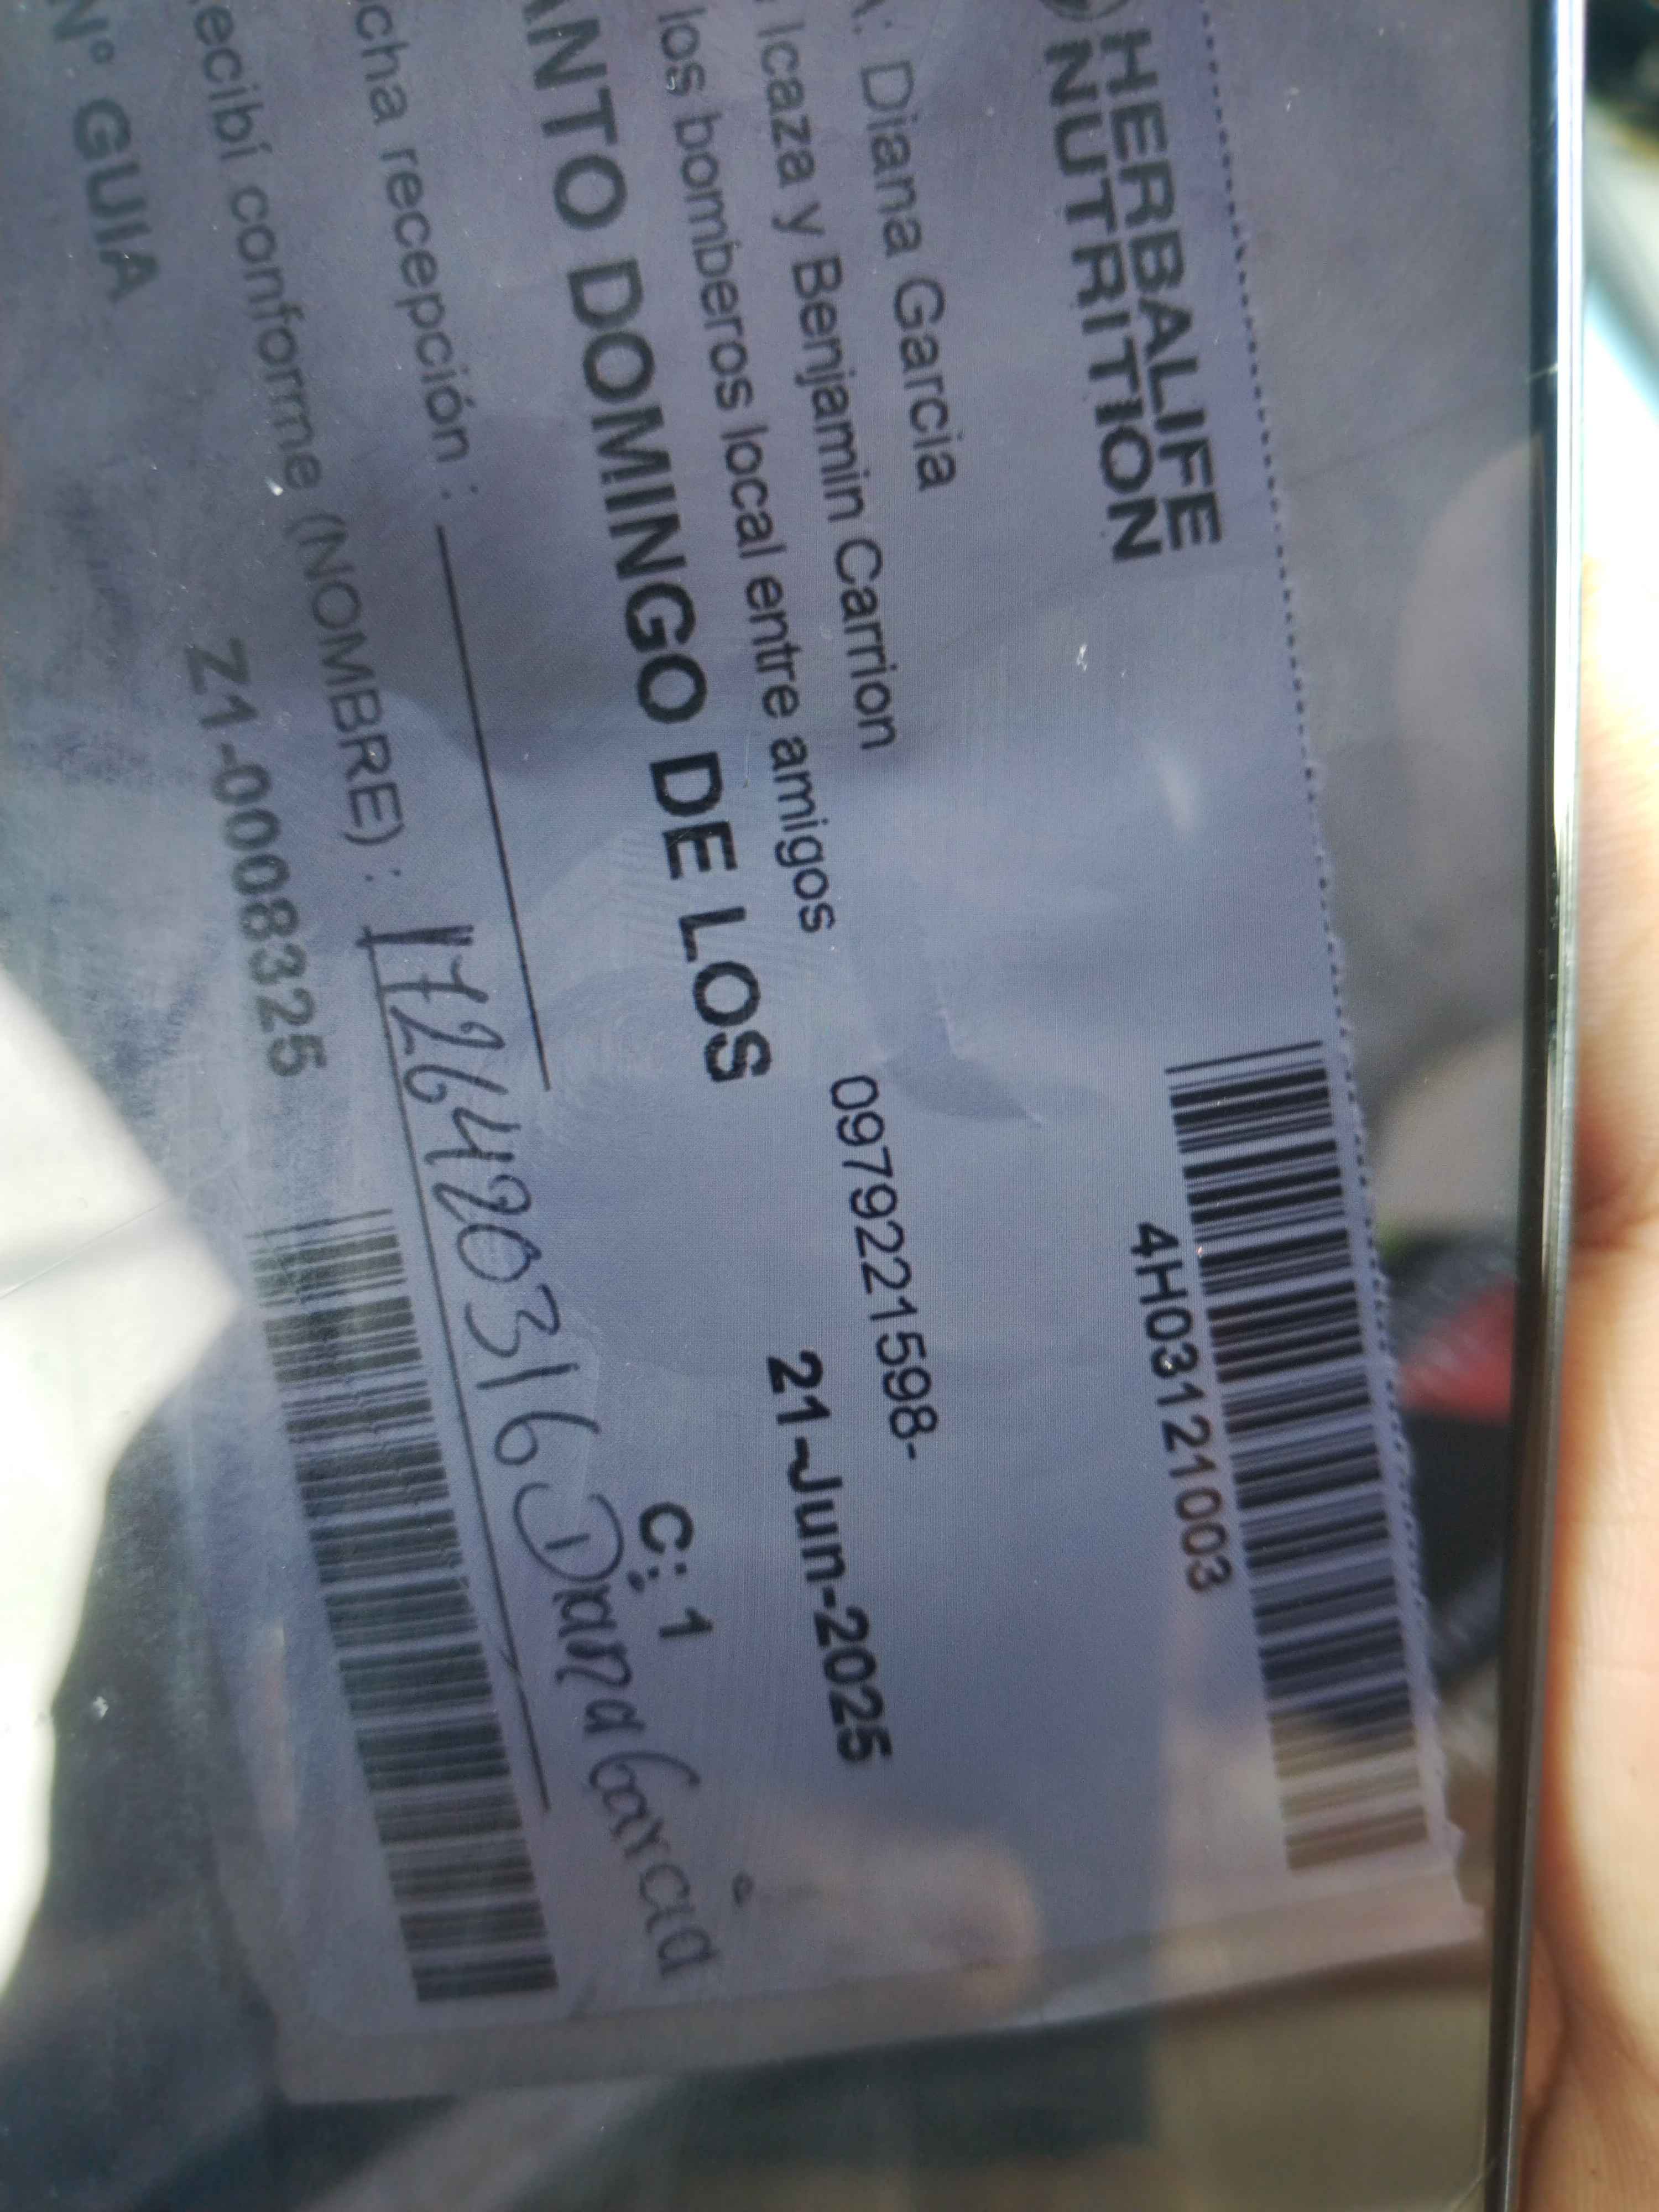 HERBALIFE
NUTRITION
4H03121003
A: Diana Garcia
Icaza y Benjamin Carrion
0979221598-
los bomberos local entre amigos
21-Jun-2025
ANTO DOMINGO DE LOS
C: 1
cha recepción :
ecibí conforme (NOMBRE) : 1726420316 Diana Garcia
N° GUIA
Z1-0008325